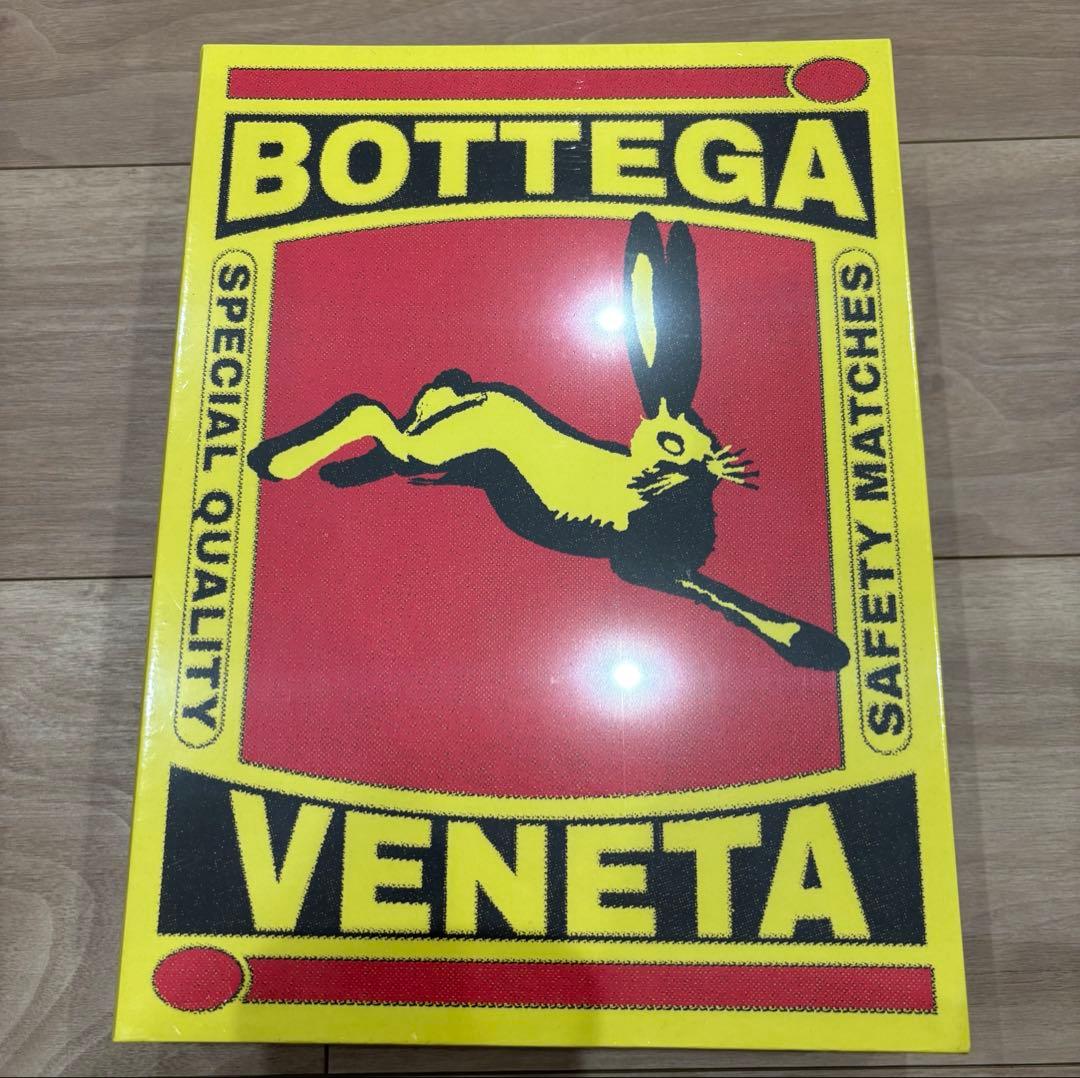 BOTTEGA
SPECIAL QUALITY
SAFETY MATCHES
VENETA